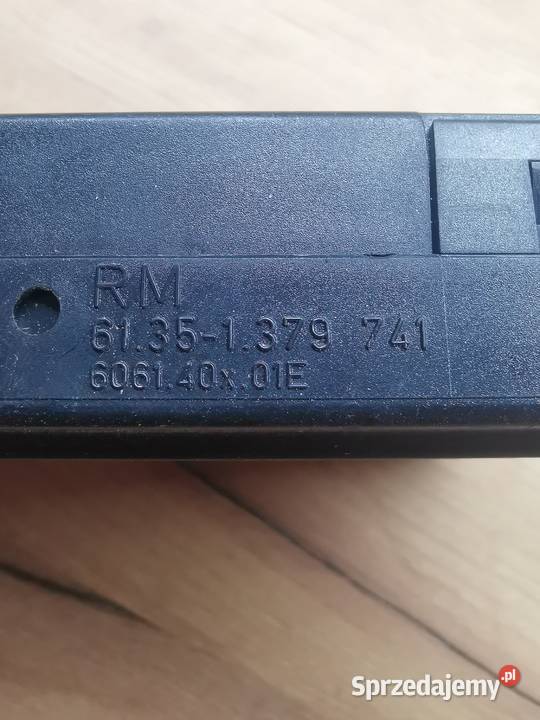 RM
61.35-1.379 741
6061.40x.01E
Sprzedajemy.pl